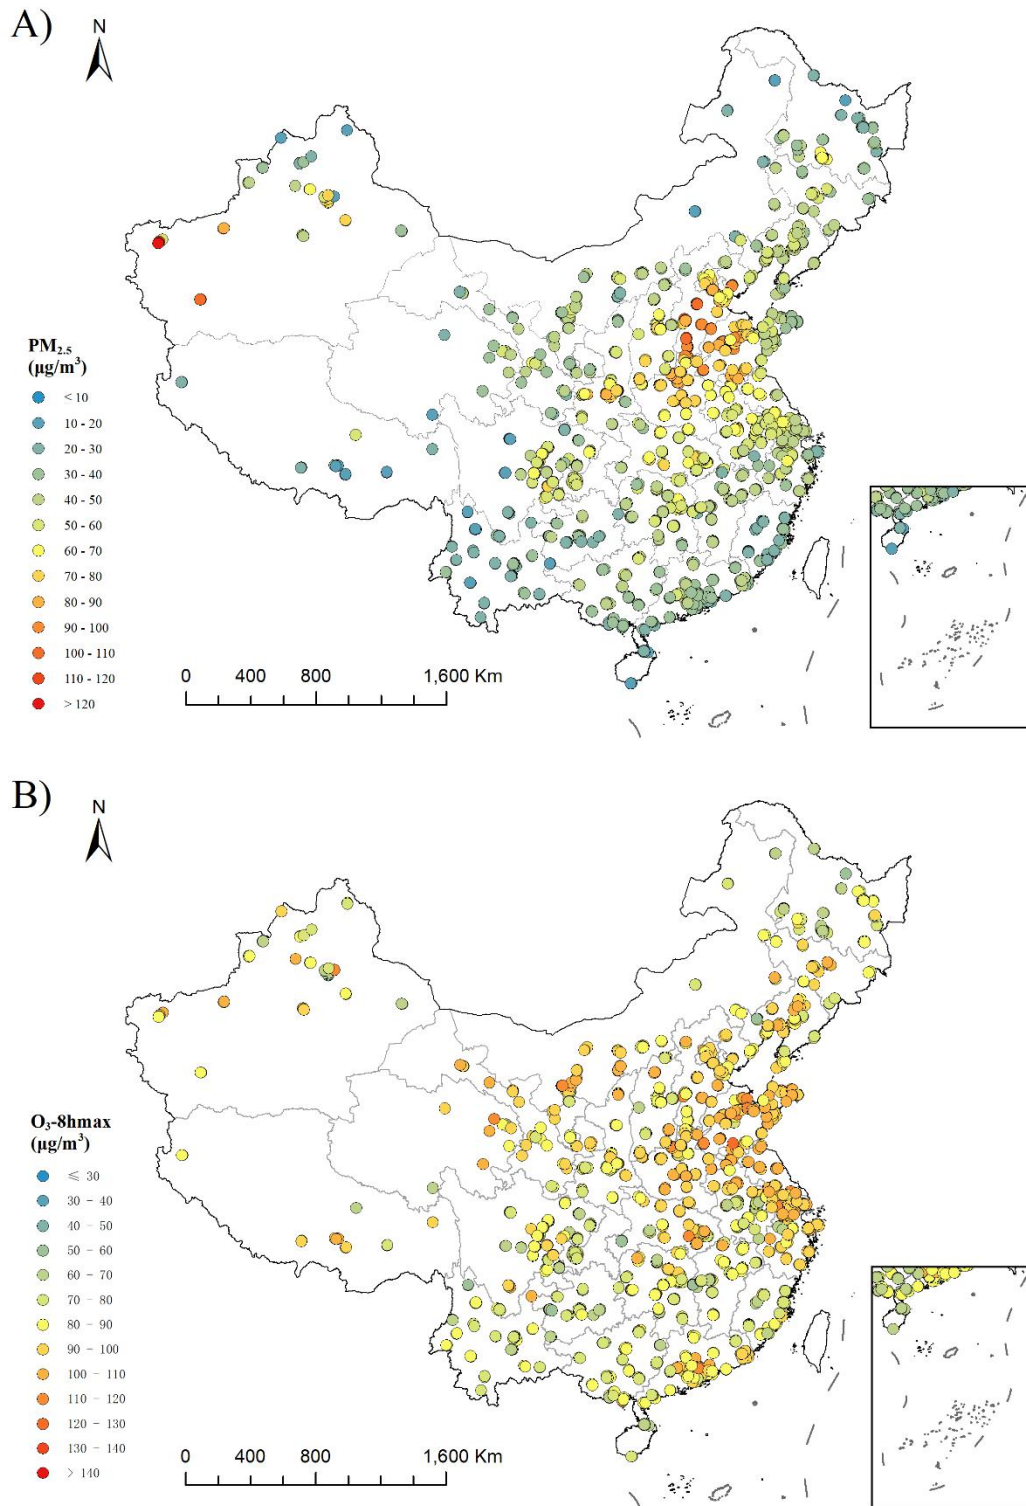 A)
N
PM2.5
(μg/m³)
< 10
10 - 20
20 - 30
30 - 40
40 - 50
50 - 60
60 - 70
70 - 80
80 - 90
90 - 100
100 - 110
110 - 120
> 120
0 400 800 1,600 Km
B)
N
O3-8hmax
(μg/m³)
⩽ 30
30 – 40
40 – 50
50 – 60
60 – 70
70 – 80
80 – 90
90 – 100
100 – 110
110 – 120
120 – 130
130 – 140
> 140
0 400 800 1,600 Km